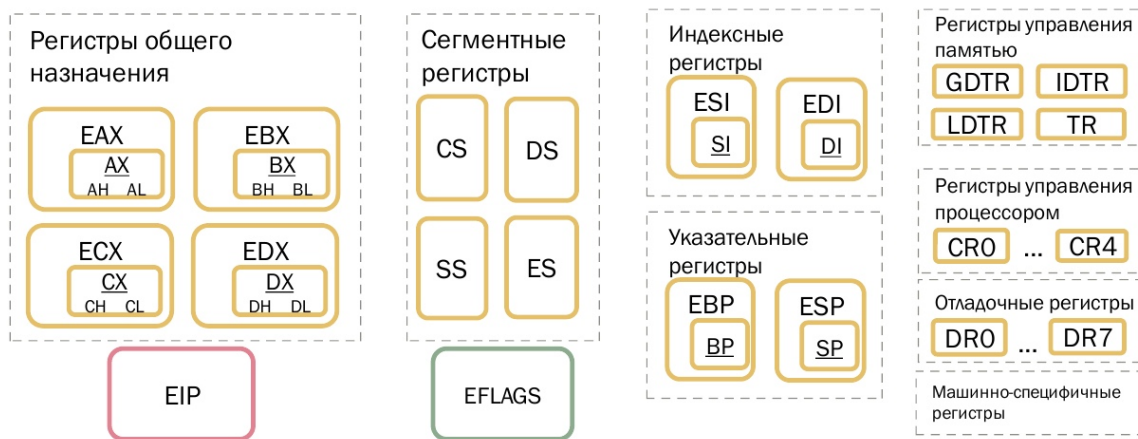 Регистры общего
назначения
EAX
AX
AH AL
EBX
BX
BH BL
ECX
CX
CH CL
EDX
DX
DH DL
EIP
Сегментные
регистры
CS
DS
SS
ES
EFLAGS
Индексные
регистры
ESI
SI
EDI
DI
Указательные
регистры
EBP
BP
ESP
SP
Регистры управления
памятью
GDTR
IDTR
LDTR
TR
Регистры управления
процессором
CR0 ... CR4
Отладочные регистры
DR0 ... DR7
Машинно-специфичные
регистры